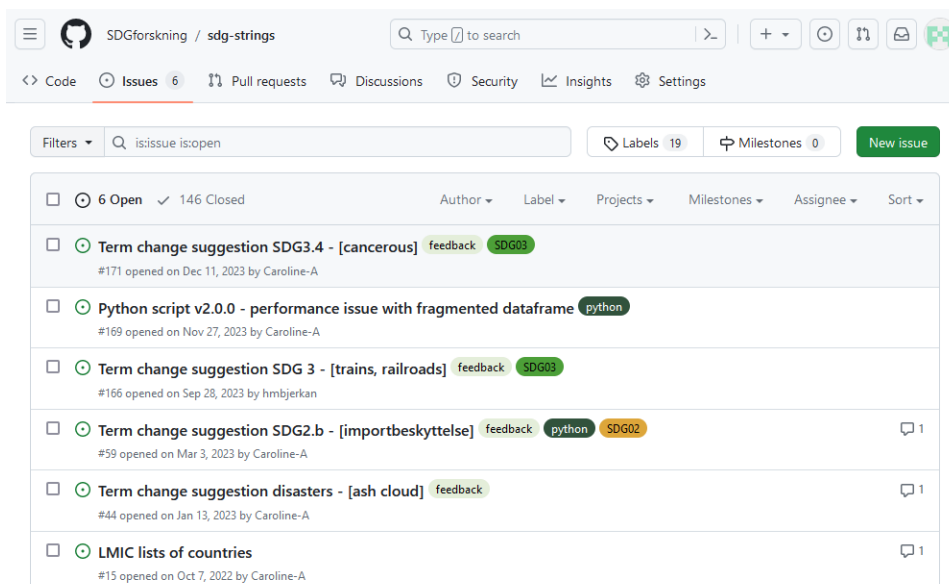 SDGforskning / sdg-strings
Type / to search
Code
Issues 6
Pull requests
Discussions
Security
Insights
Settings
Filters
is:issue is:open
Labels 19
Milestones 0
New issue
6 Open
146 Closed
Author
Label
Projects
Milestones
Assignee
Sort
Term change suggestion SDG3.4 - [cancerous] feedback SDG03
#171 opened on Dec 11, 2023 by Caroline-A
Python script v2.0.0 - performance issue with fragmented dataframe python
#169 opened on Nov 27, 2023 by Caroline-A
Term change suggestion SDG 3 - [trains, railroads] feedback SDG03
#166 opened on Sep 28, 2023 by hmbjerkan
Term change suggestion SDG2.b - [importbeskyttelse] feedback python SDG02
1
#59 opened on Mar 3, 2023 by Caroline-A
Term change suggestion disasters - [ash cloud] feedback
1
#44 opened on Jan 13, 2023 by Caroline-A
LMIC lists of countries
1
#15 opened on Oct 7, 2022 by Caroline-A